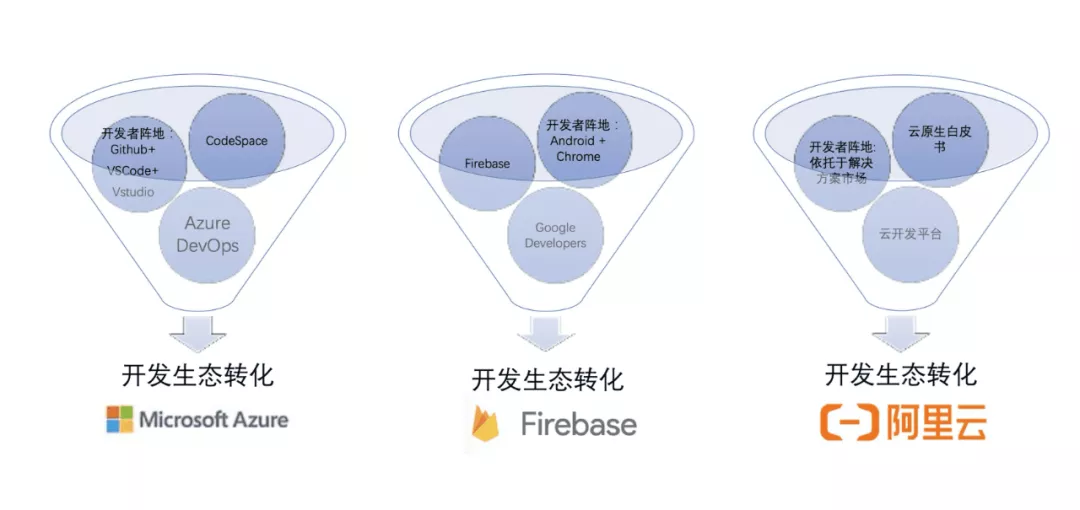 开发者阵地：
Github+
VSCode+
Vstudio
CodeSpace
Azure
DevOps
开发生态转化
Microsoft Azure
Firebase
开发者阵地：
Android +
Chrome
Google
Developers
开发生态转化
Firebase
开发者阵地:
依托于解决
方案市场
云原生白皮
书
云开发平台
开发生态转化
阿里云